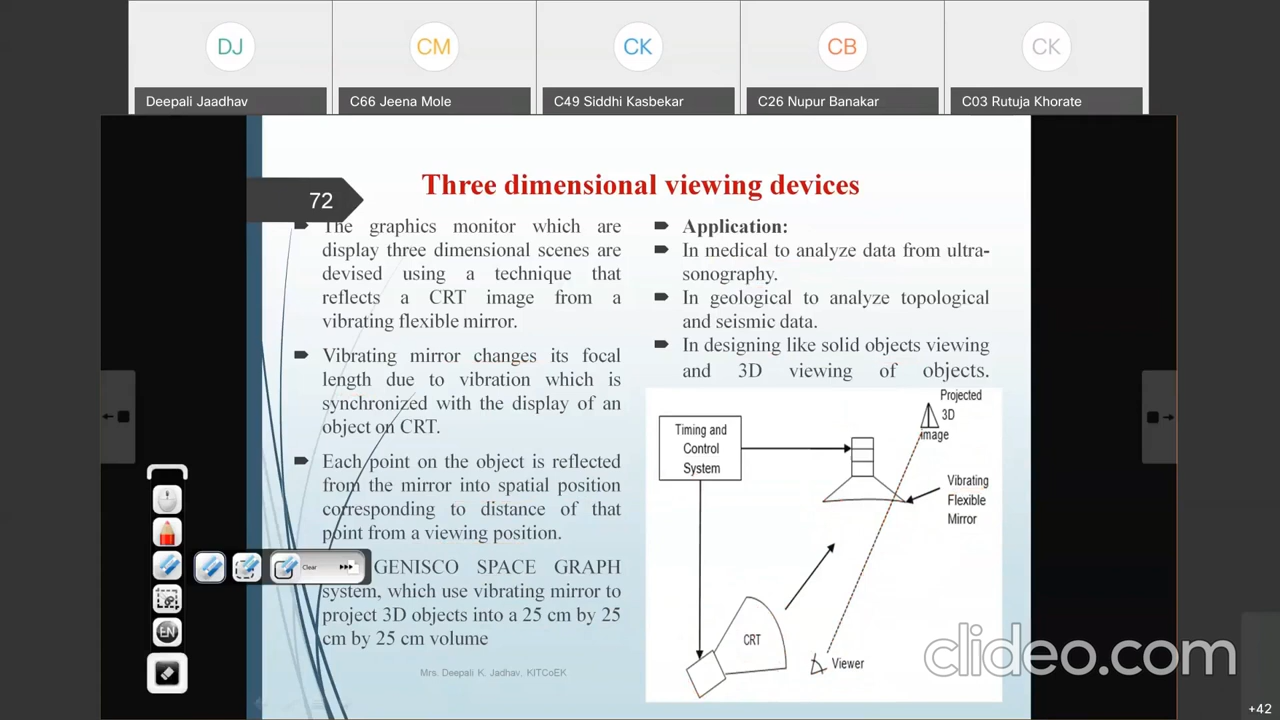 DJ
CM
CK
CB
CK
Deepali Jaadhav
C66 Jeena Mole
C49 Siddhi Kasbekar
C26 Nupur Banakar
C03 Rutuja Khorate
Three dimensional viewing devices
72
The graphics monitor which are
display three dimensional scenes are
devised using a technique that
reflects a CRT image from a
vibrating flexible mirror.
Vibrating mirror changes its focal
length due to vibration which is
synchronized with the display of an
object on CRT.
Each point on the object is reflected
from the mirror into spatial position
corresponding to distance of that
point from a viewing position.
GENISCO SPACE GRAPH
system, which use vibrating mirror to
project 3D objects into a 25 cm by 25
cm by 25 cm volume
Application:
In medical to analyze data from ultra-
sonography.
In geological to analyze topological
and seismic data.
In designing like solid objects viewing
and 3D viewing of objects.
Projected
3D
image
Timing and
Control
System
Vibrating
Flexible
Mirror
CRT
Viewer
Clear
EN
Mrs. Deepali K. Jadhav, KITCoEK
clideo.com
+42